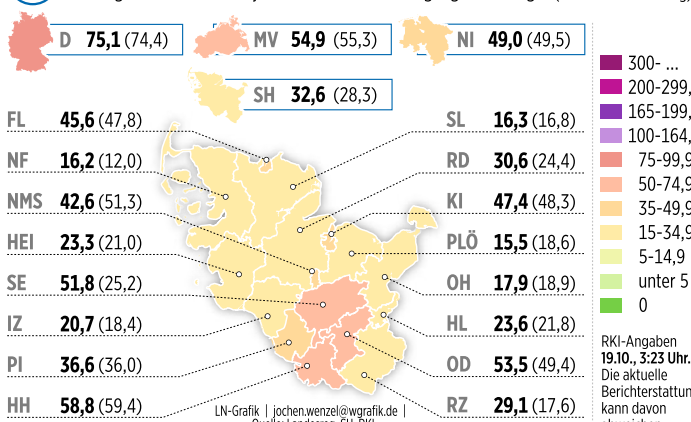 D 75,1 (74,4)
MV 54,9 (55,3)
NI 49,0 (49,5)
SH 32,6 (28,3)
FL 45,6 (47,8)
NF 16,2 (12,0)
NMS 42,6 (51,3)
HEI 23,3 (21,0)
SE 51,8 (25,2)
IZ 20,7 (18,4)
PI 36,6 (36,0)
HH 58,8 (59,4)
SL 16,3 (16,8)
RD 30,6 (24,4)
KI 47,4 (48,3)
PLÖ 15,5 (18,6)
OH 17,9 (18,9)
HL 23,6 (21,8)
OD 53,5 (49,4)
RZ 29,1 (17,6)
300- ...
200-299,
165-199,
100-164,
75-99,9
50-74,9
35-49,9
15-34,9
5-14,9
unter 5
0
RKI-Angaben
19.10., 3:23 Uhr.
Die aktuelle
Berichterstattun
kann davon
LN-Grafik | jochen.wenzel@wgrafik.de |